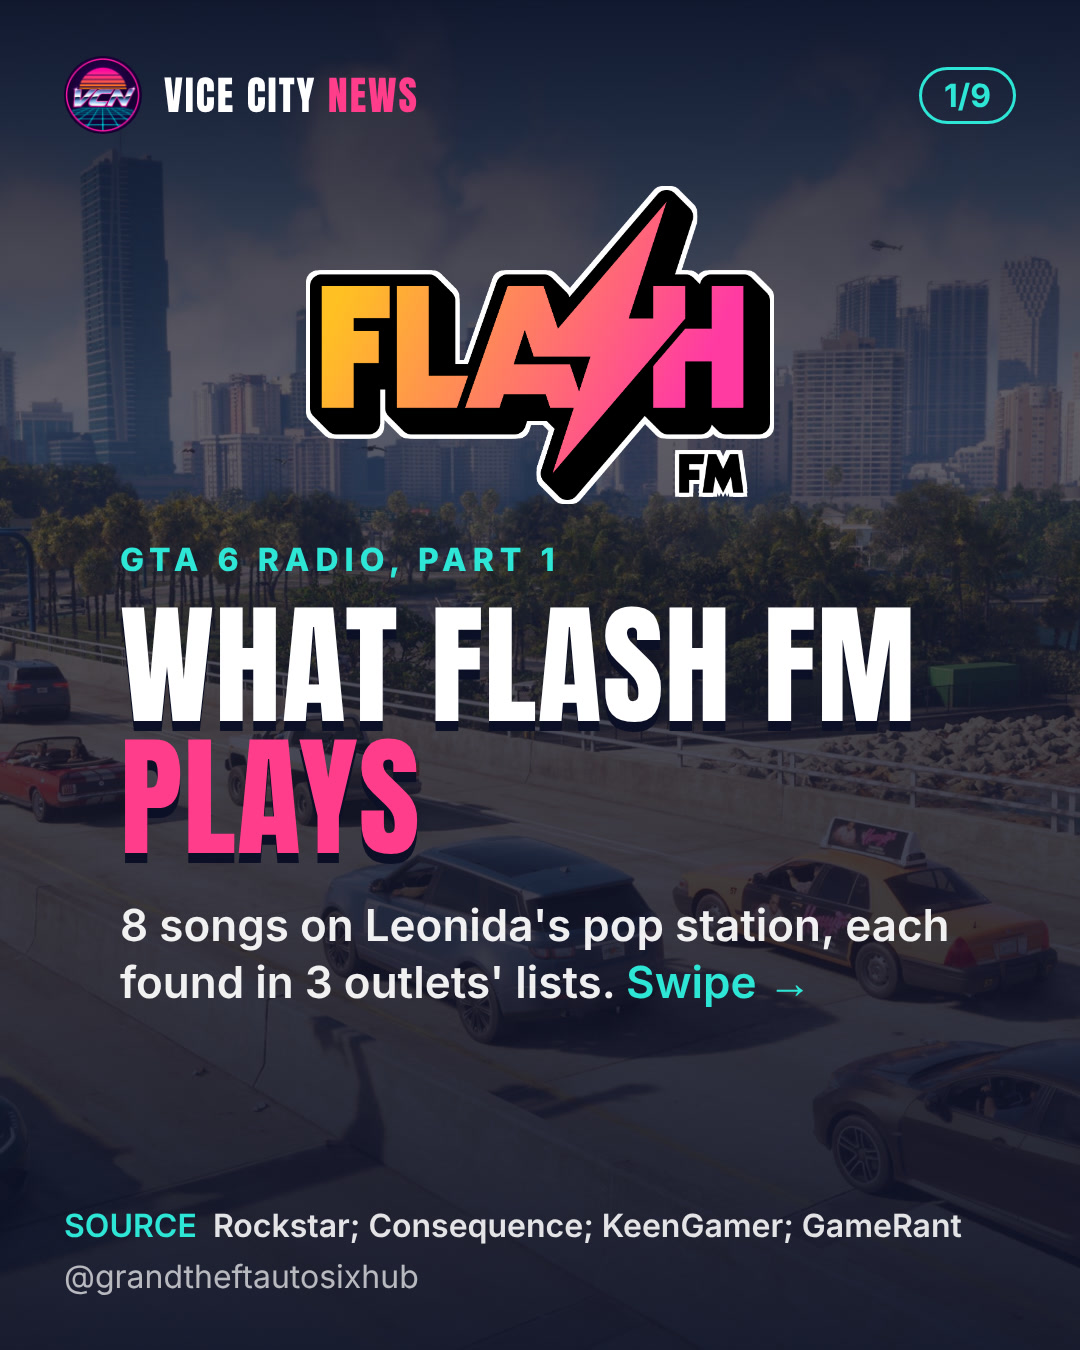 VCN
VICE CITY NEWS
1/9
FLASH
FM
GTA 6 RADIO, PART 1
WHAT FLASH FM
PLAYS
8 songs on Leonida's pop station, each
found in 3 outlets' lists. Swipe →
SOURCE Rockstar; Consequence; KeenGamer; GameRant
@grandtheftautosixhub